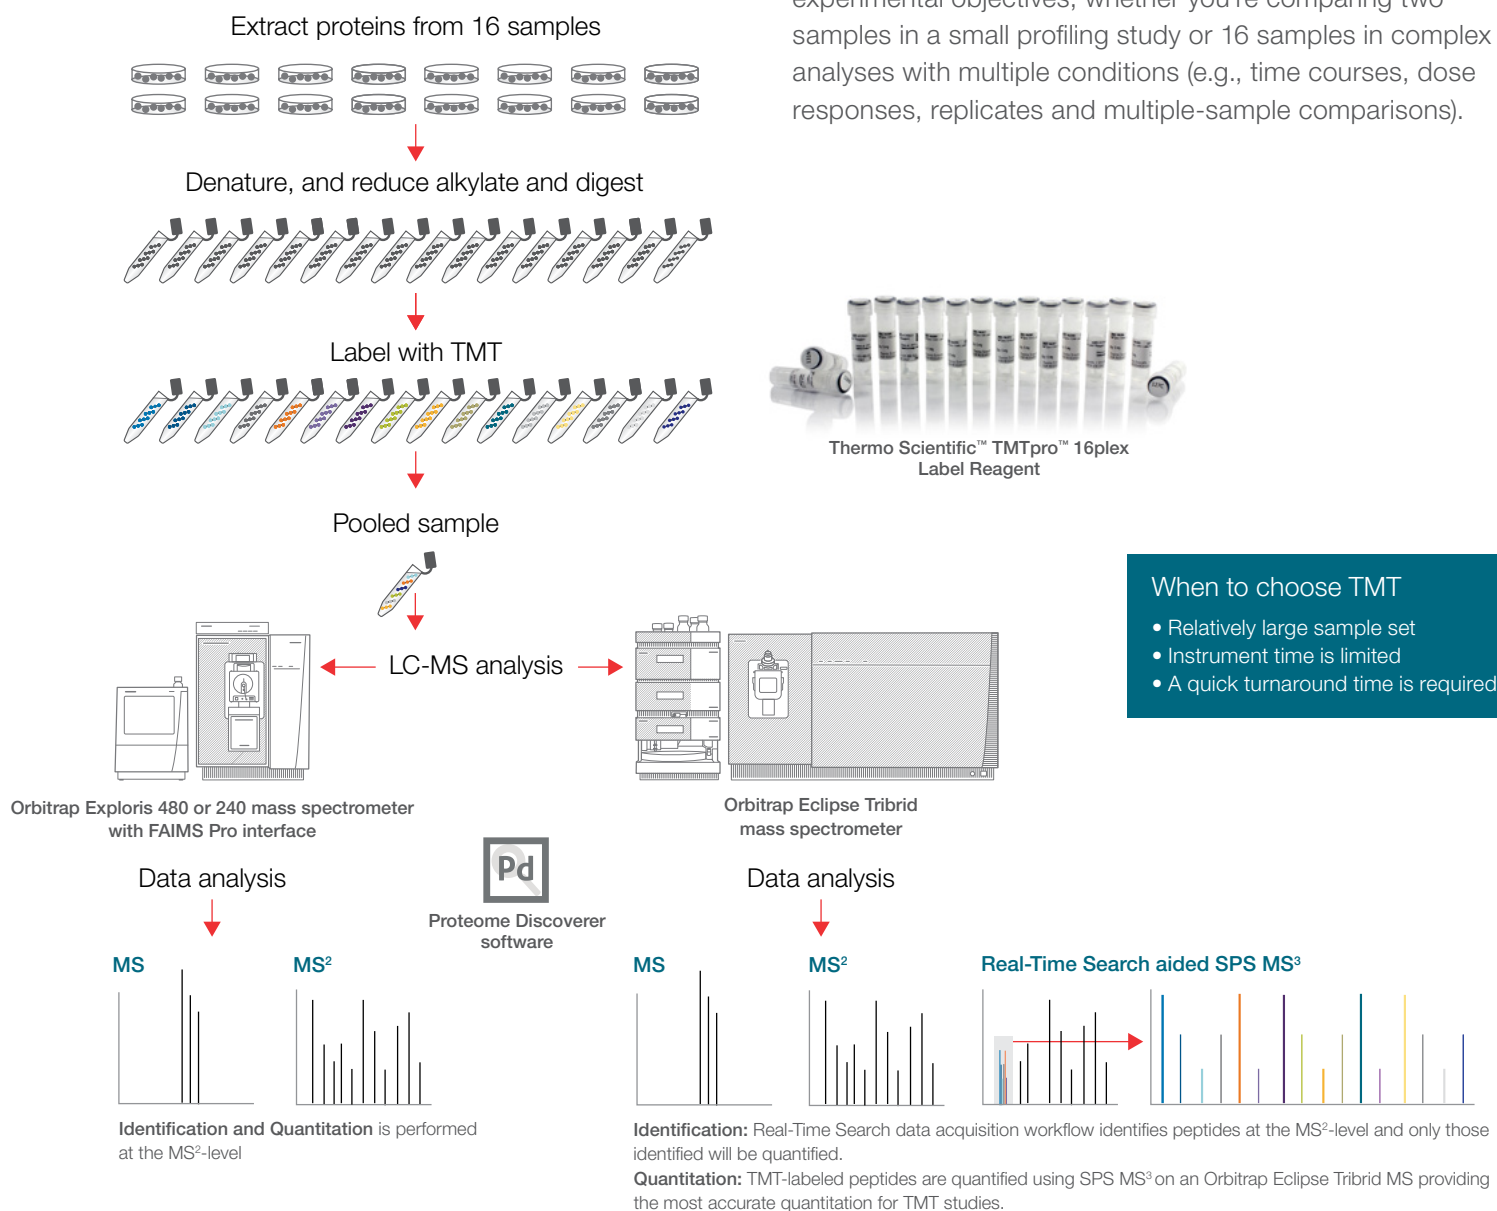 experimental objectives, whether you're comparing two
samples in a small profiling study or 16 samples in complex
analyses with multiple conditions (e.g., time courses, dose
responses, replicates and multiple-sample comparisons).
Extract proteins from 16 samples
Denature, and reduce alkylate and digest
Label with TMT
Thermo Scientific™ TMTpro™ 16plex
Label Reagent
Pooled sample
When to choose TMT
• Relatively large sample set
• Instrument time is limited
• A quick turnaround time is required
LC-MS analysis
Orbitrap Exploris 480 or 240 mass spectrometer
with FAIMS Pro interface
Orbitrap Eclipse Tribrid
mass spectrometer
Pd
Proteome Discoverer
software
Data analysis
MS
MS²
Identification and Quantitation is performed
at the MS²-level
Data analysis
MS
MS²
Real-Time Search aided SPS MS³
Identification: Real-Time Search data acquisition workflow identifies peptides at the MS²-level and only those
identified will be quantified.
Quantitation: TMT-labeled peptides are quantified using SPS MS³ on an Orbitrap Eclipse Tribrid MS providing
the most accurate quantitation for TMT studies.